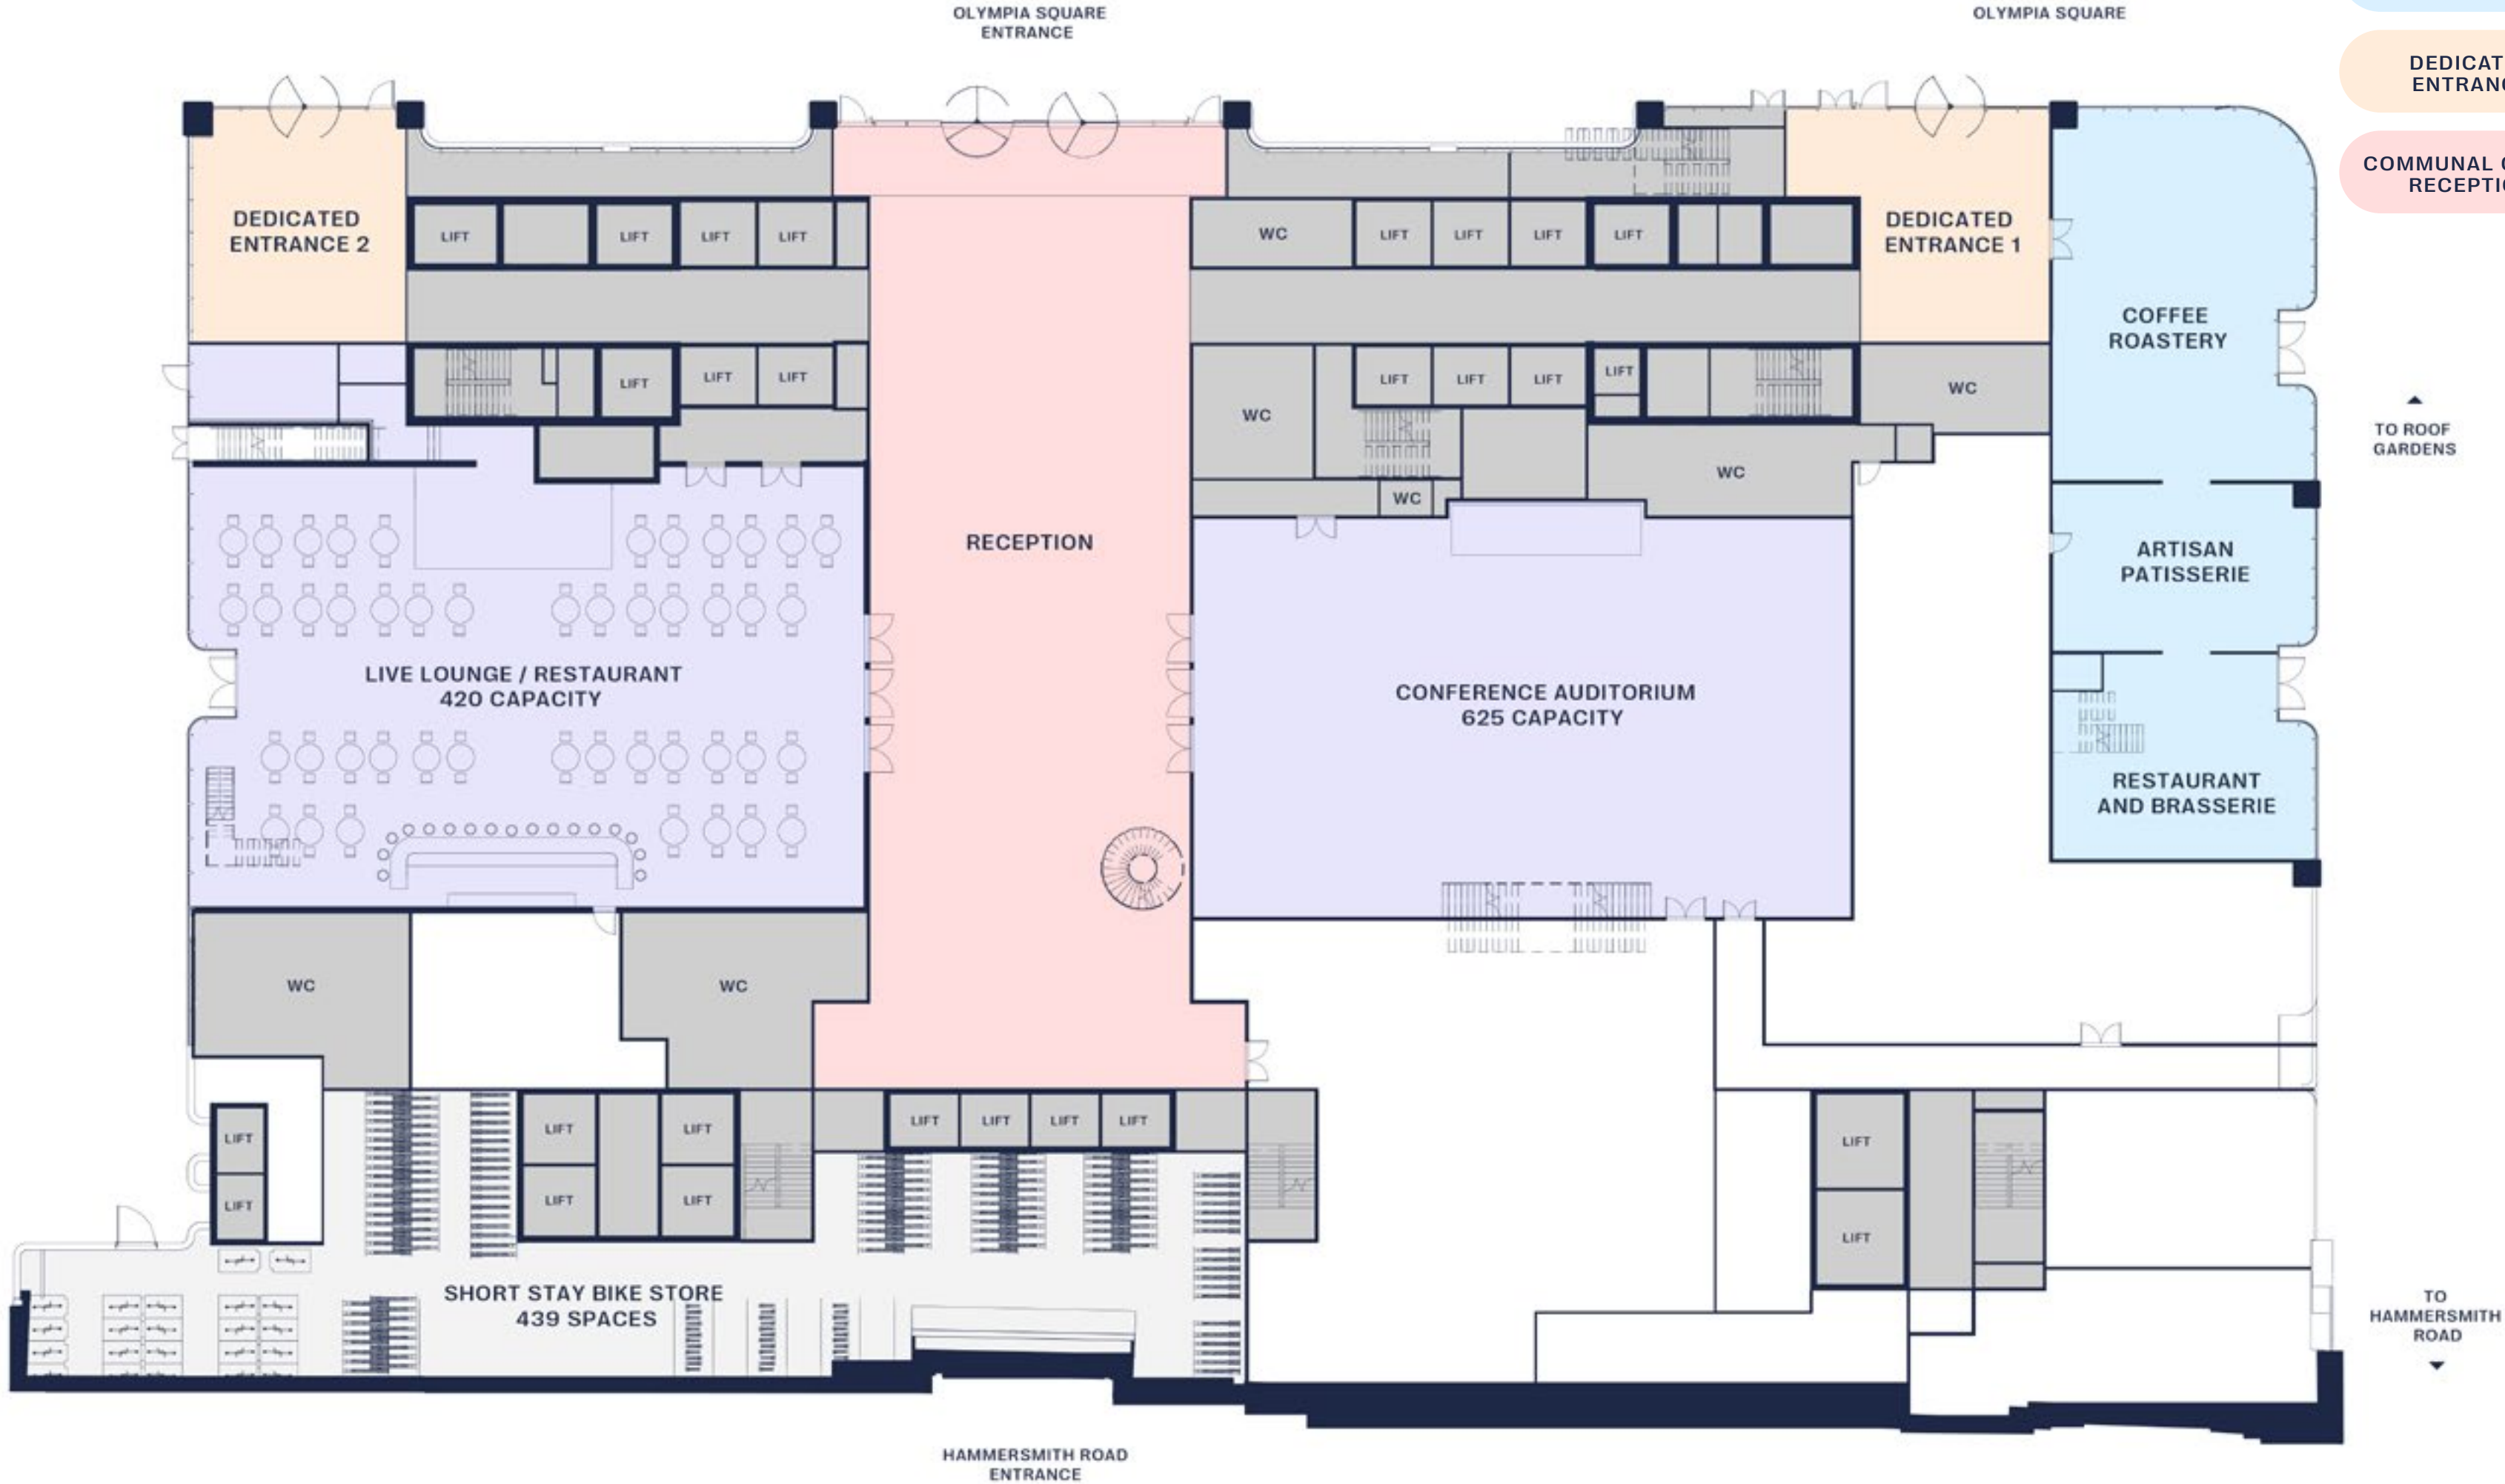 OLYMPIA SQUARE
ENTRANCE
OLYMPIA SQUARE
DEDICATED
ENTRANCE 2
LIFT
LIFT
LIFT
LIFT
WC
LIFT
LIFT
LIFT
LIFT
DEDICATED
ENTRANCE 1
COFFEE
ROASTERY
LIFT
LIFT
LIFT
LIFT
LIFT
LIFT
LIFT
WC
WC
WC
WC
TO ROOF
GARDENS
RECEPTION
ARTISAN
PATISSERIE
LIVE LOUNGE / RESTAURANT
420 CAPACITY
CONFERENCE AUDITORIUM
625 CAPACITY
RESTAURANT
AND BRASSERIE
WC
WC
LIFT
LIFT
LIFT
LIFT
LIFT
LIFT
LIFT
LIFT
LIFT
LIFT
LIFT
LIFT
SHORT STAY BIKE STORE
439 SPACES
TO
HAMMERSMITH
ROAD
HAMMERSMITH ROAD
ENTRANCE
COMMUNAL